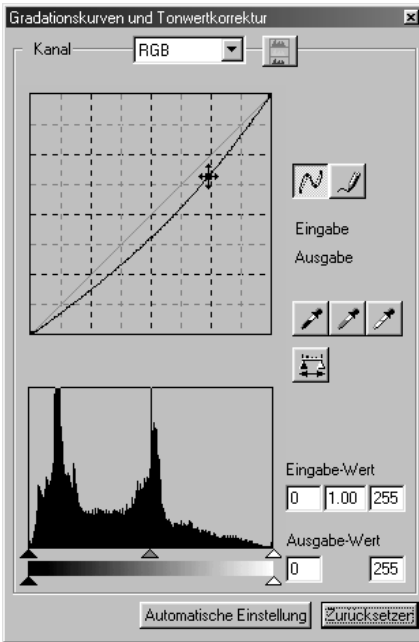 Gradationskurven und Tonwertkorrektur
Kanal RGB
Eingabe
Ausgabe
Eingabe-Wert
0 1.00 255
Ausgabe-Wert
0 255
Automatische Einstellung Zurücksetzen